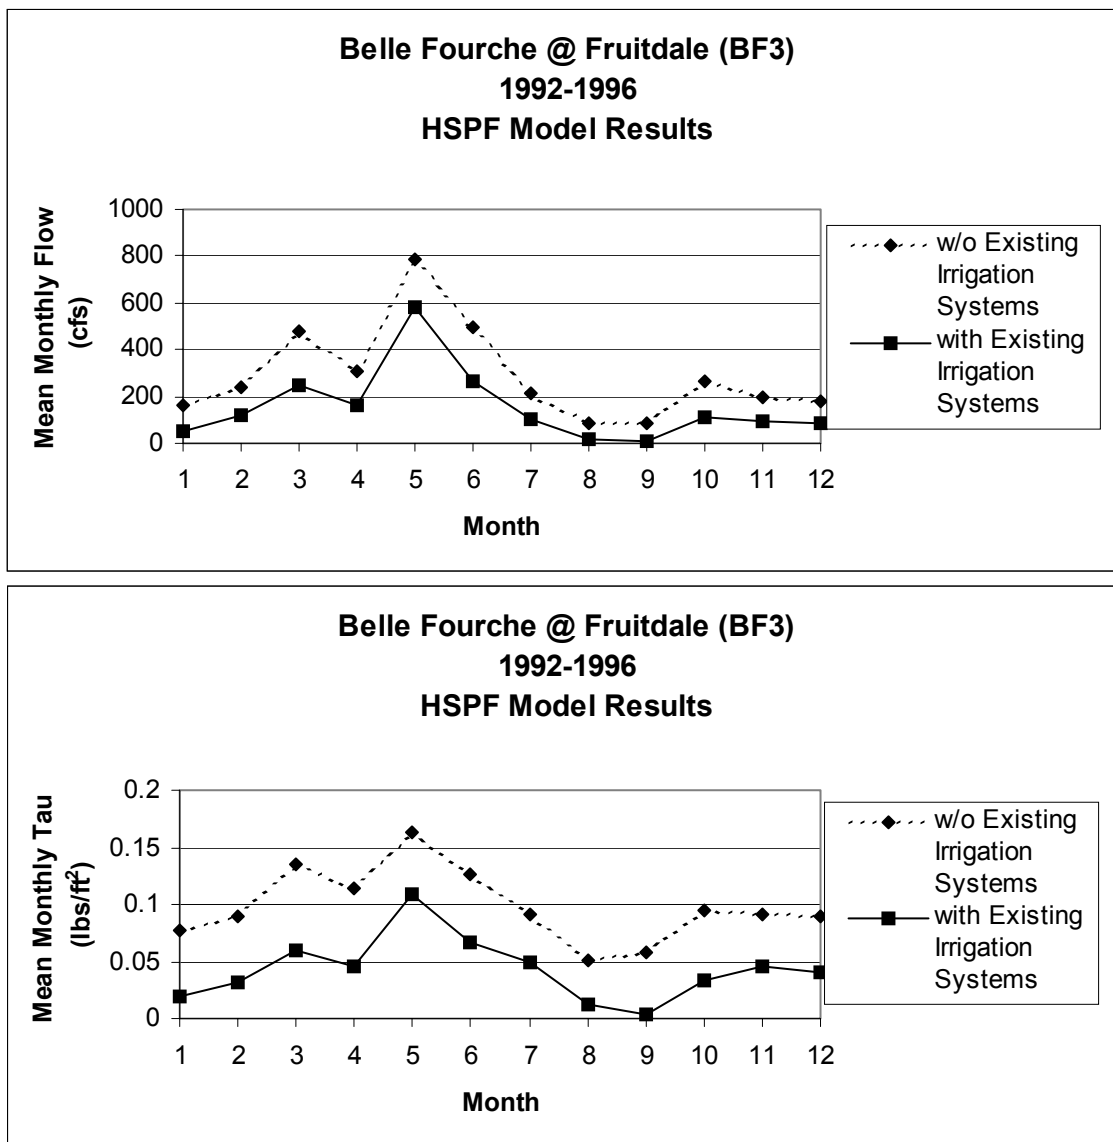 Belle Fourche @ Fruitdale (BF3)
1992-1996
HSPF Model Results
Mean Monthly Flow
(cfs)
1000
800
600
400
200
0
1 2 3 4 5 6 7 8 9 10 11 12
Month
w/o Existing
Irrigation
Systems
with Existing
Irrigation
Systems
Belle Fourche @ Fruitdale (BF3)
1992-1996
HSPF Model Results
Mean Monthly Tau
(lbs/ft²)
0.2
0.15
0.1
0.05
0
1 2 3 4 5 6 7 8 9 10 11 12
Month
w/o Existing
Irrigation
Systems
with Existing
Irrigation
Systems